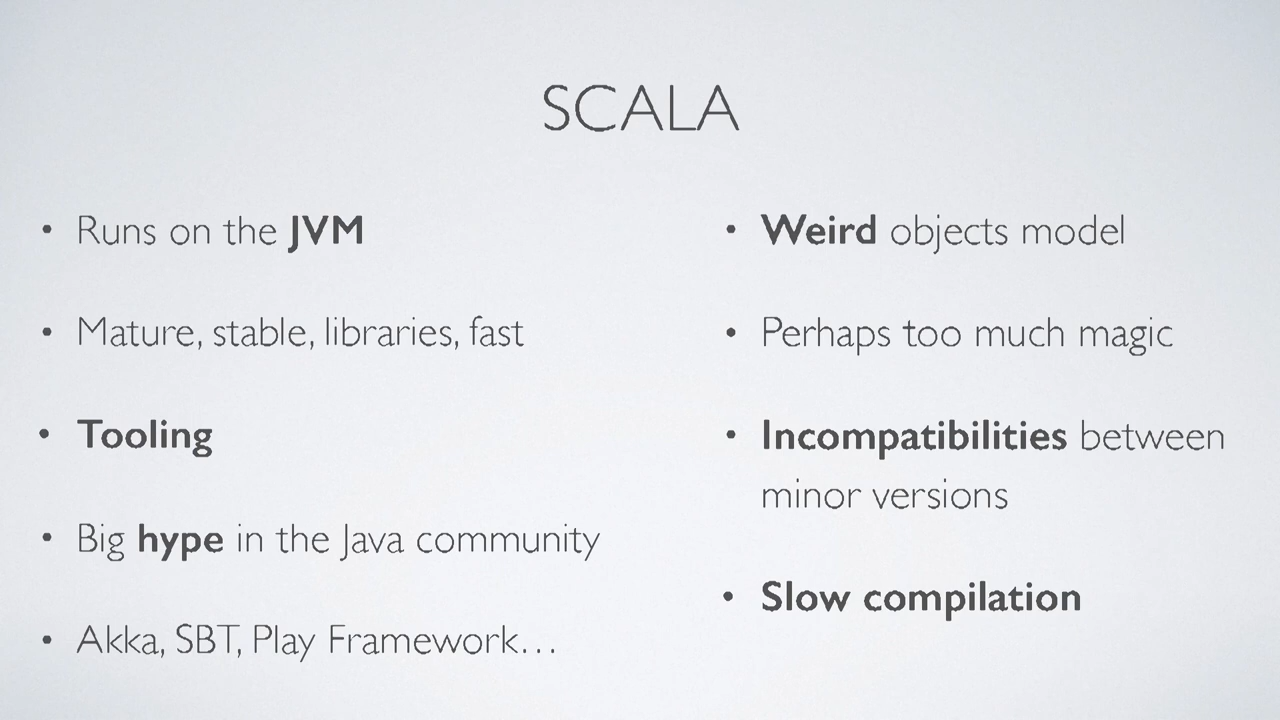 SCALA
• Runs on the JVM
• Mature, stable, libraries, fast
• Tooling
• Big hype in the Java community
• Akka, SBT, Play Framework…
• Weird objects model
• Perhaps too much magic
• Incompatibilities between
minor versions
• Slow compilation